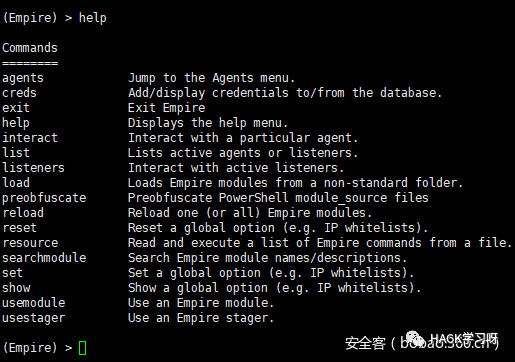 (Empire) > help
Commands
========
agents Jump to the Agents menu.
creds Add/display credentials to/from the database.
exit Exit Empire
help Displays the help menu.
interact Interact with a particular agent.
list Lists active agents or listeners.
listeners Interact with active listeners.
load Loads Empire modules from a non-standard folder.
preobfuscate Preobfuscate PowerShell module_source files
reload Reload one (or all) Empire modules.
reset Reset a global option (e.g. IP whitelists).
resource Read and execute a list of Empire commands from a file.
searchmodule Search Empire module names/descriptions.
set Set a global option (e.g. IP whitelists).
show Show a global option (e.g. IP whitelists).
usemodule Use an Empire module.
usestager Use an Empire stager.
(Empire) >
安全客 ( bobao.360.cn )
HACK学习呀